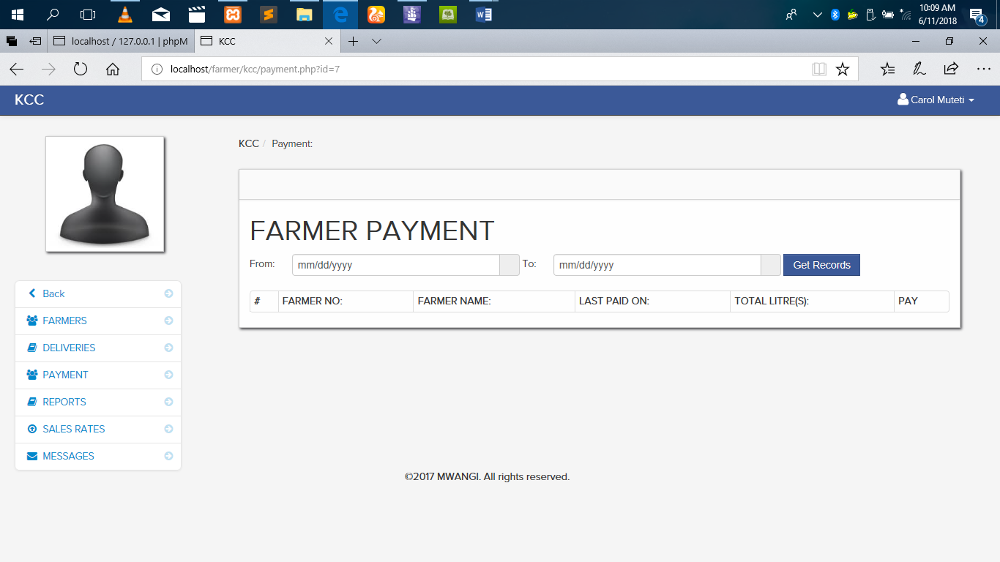 10:09 AM
6/11/2018
4
localhost / 127.0.0.1 | phpM
KCC
localhost/farmer/kcc/payment.php?id=7
KCC
Carol Muteti
KCC / Payment:
FARMER PAYMENT
From: mm/dd/yyyy To: mm/dd/yyyy Get Records
# FARMER NO: FARMER NAME: LAST PAID ON: TOTAL LITRE(S): PAY
Back
FARMERS
DELIVERIES
PAYMENT
REPORTS
SALES RATES
MESSAGES
©2017 MWANGI. All rights reserved.